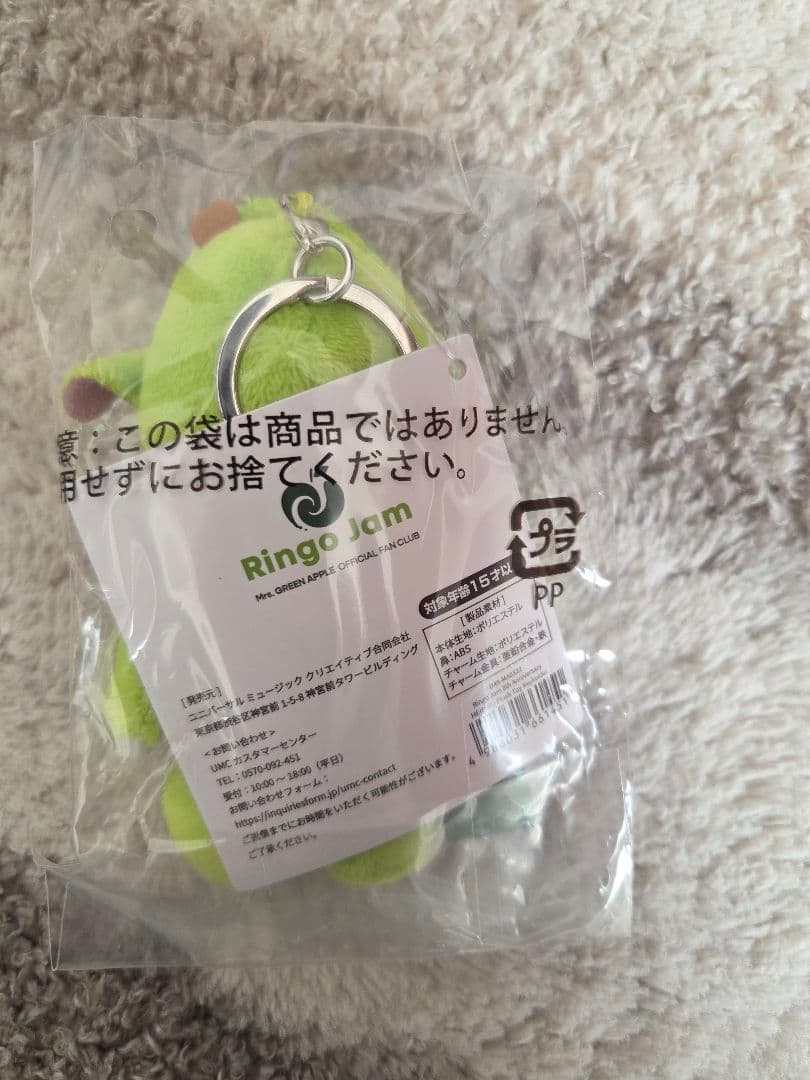 意：この袋は商品ではありません。
用せずにお捨てください。
Ringo Jam
Mrs. GREEN APPLE OFFICIAL FAN CLUB
プラ
PP
対象年齢15才以
[製品素材]
本体生地：ポリエステル
鼻：ABS
チャーム生地：ポリエステル
チャーム金具：亜鉛合金・鉄
Ringo Jam 8th Anniversary
[発売元]
ユニバーサル ミュージック クリエイティブ合同会社
東京都渋谷区神宮前 1-5-8 神宮前タワービルディング
<お問い合わせ>
UMC カスタマーセンター
TEL：0570-092-451
受付：10:00～18:00（平日）
お問い合わせフォーム：
https://inquiriesform.jp/umc-contact
ご返信までにお時間をいただく可能性がございます。
ご了承ください。